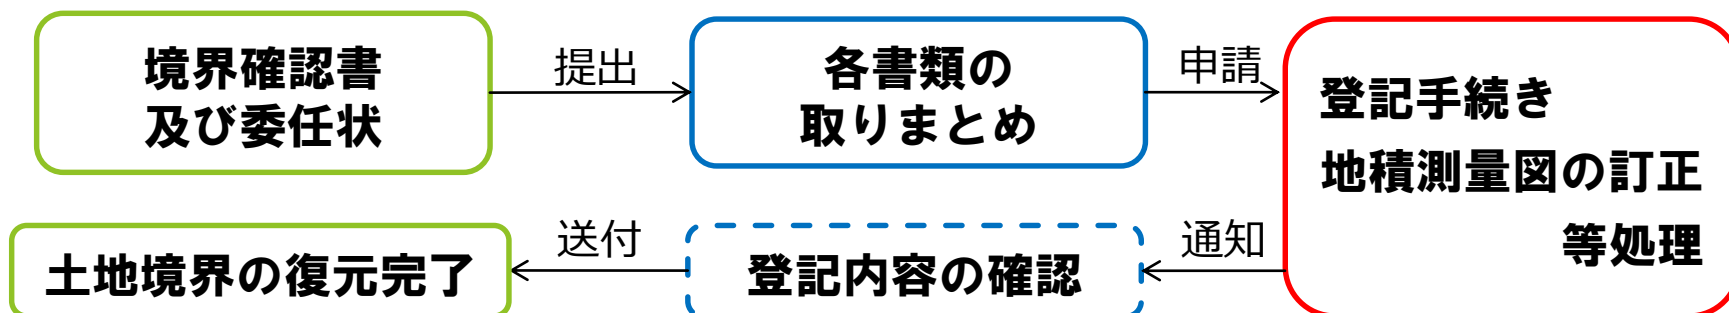 境界確認書
及び委任状
提出
各書類の
取りまとめ
申請
登記手続き
地積測量図の訂正
等処理
通知
登記内容の確認
送付
土地境界の復元完了